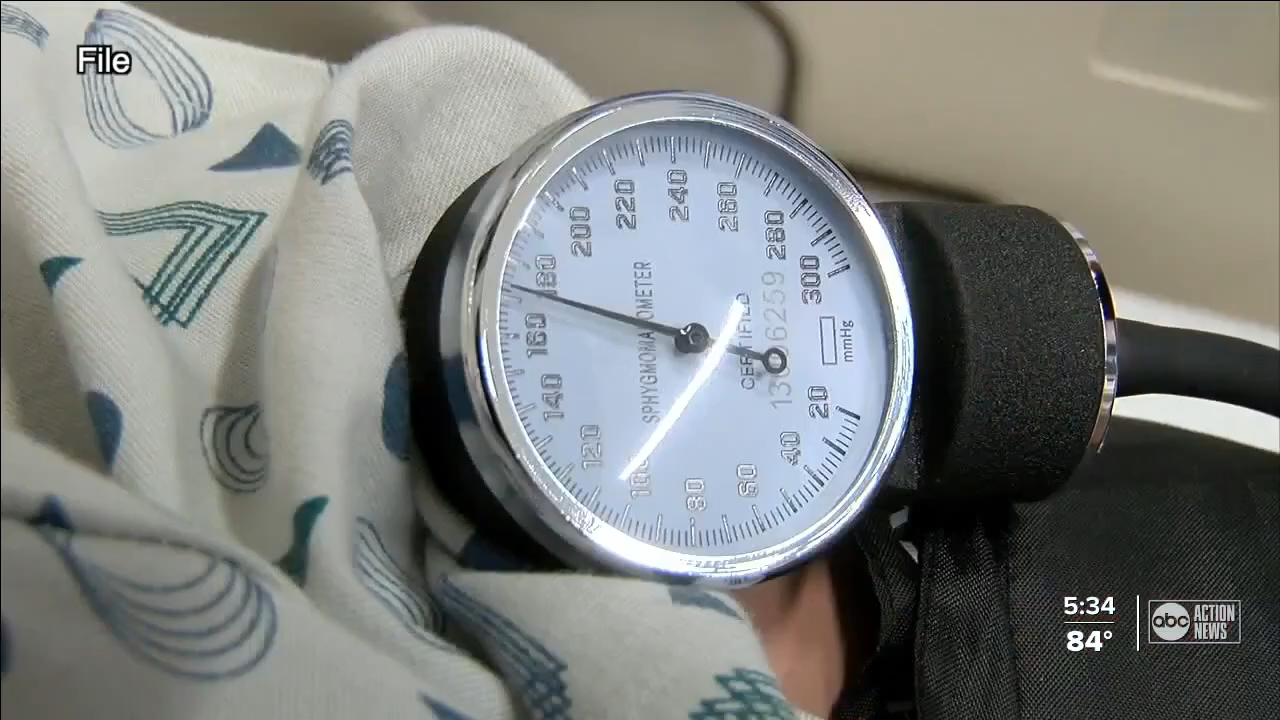 File
20
40
60
80
100
120
140
160
180
200
220
240
260
280
300
mmHg
SPHYGMOMANOMETER
CERTIFIED
5:34
84°
abc
ACTION
NEWS